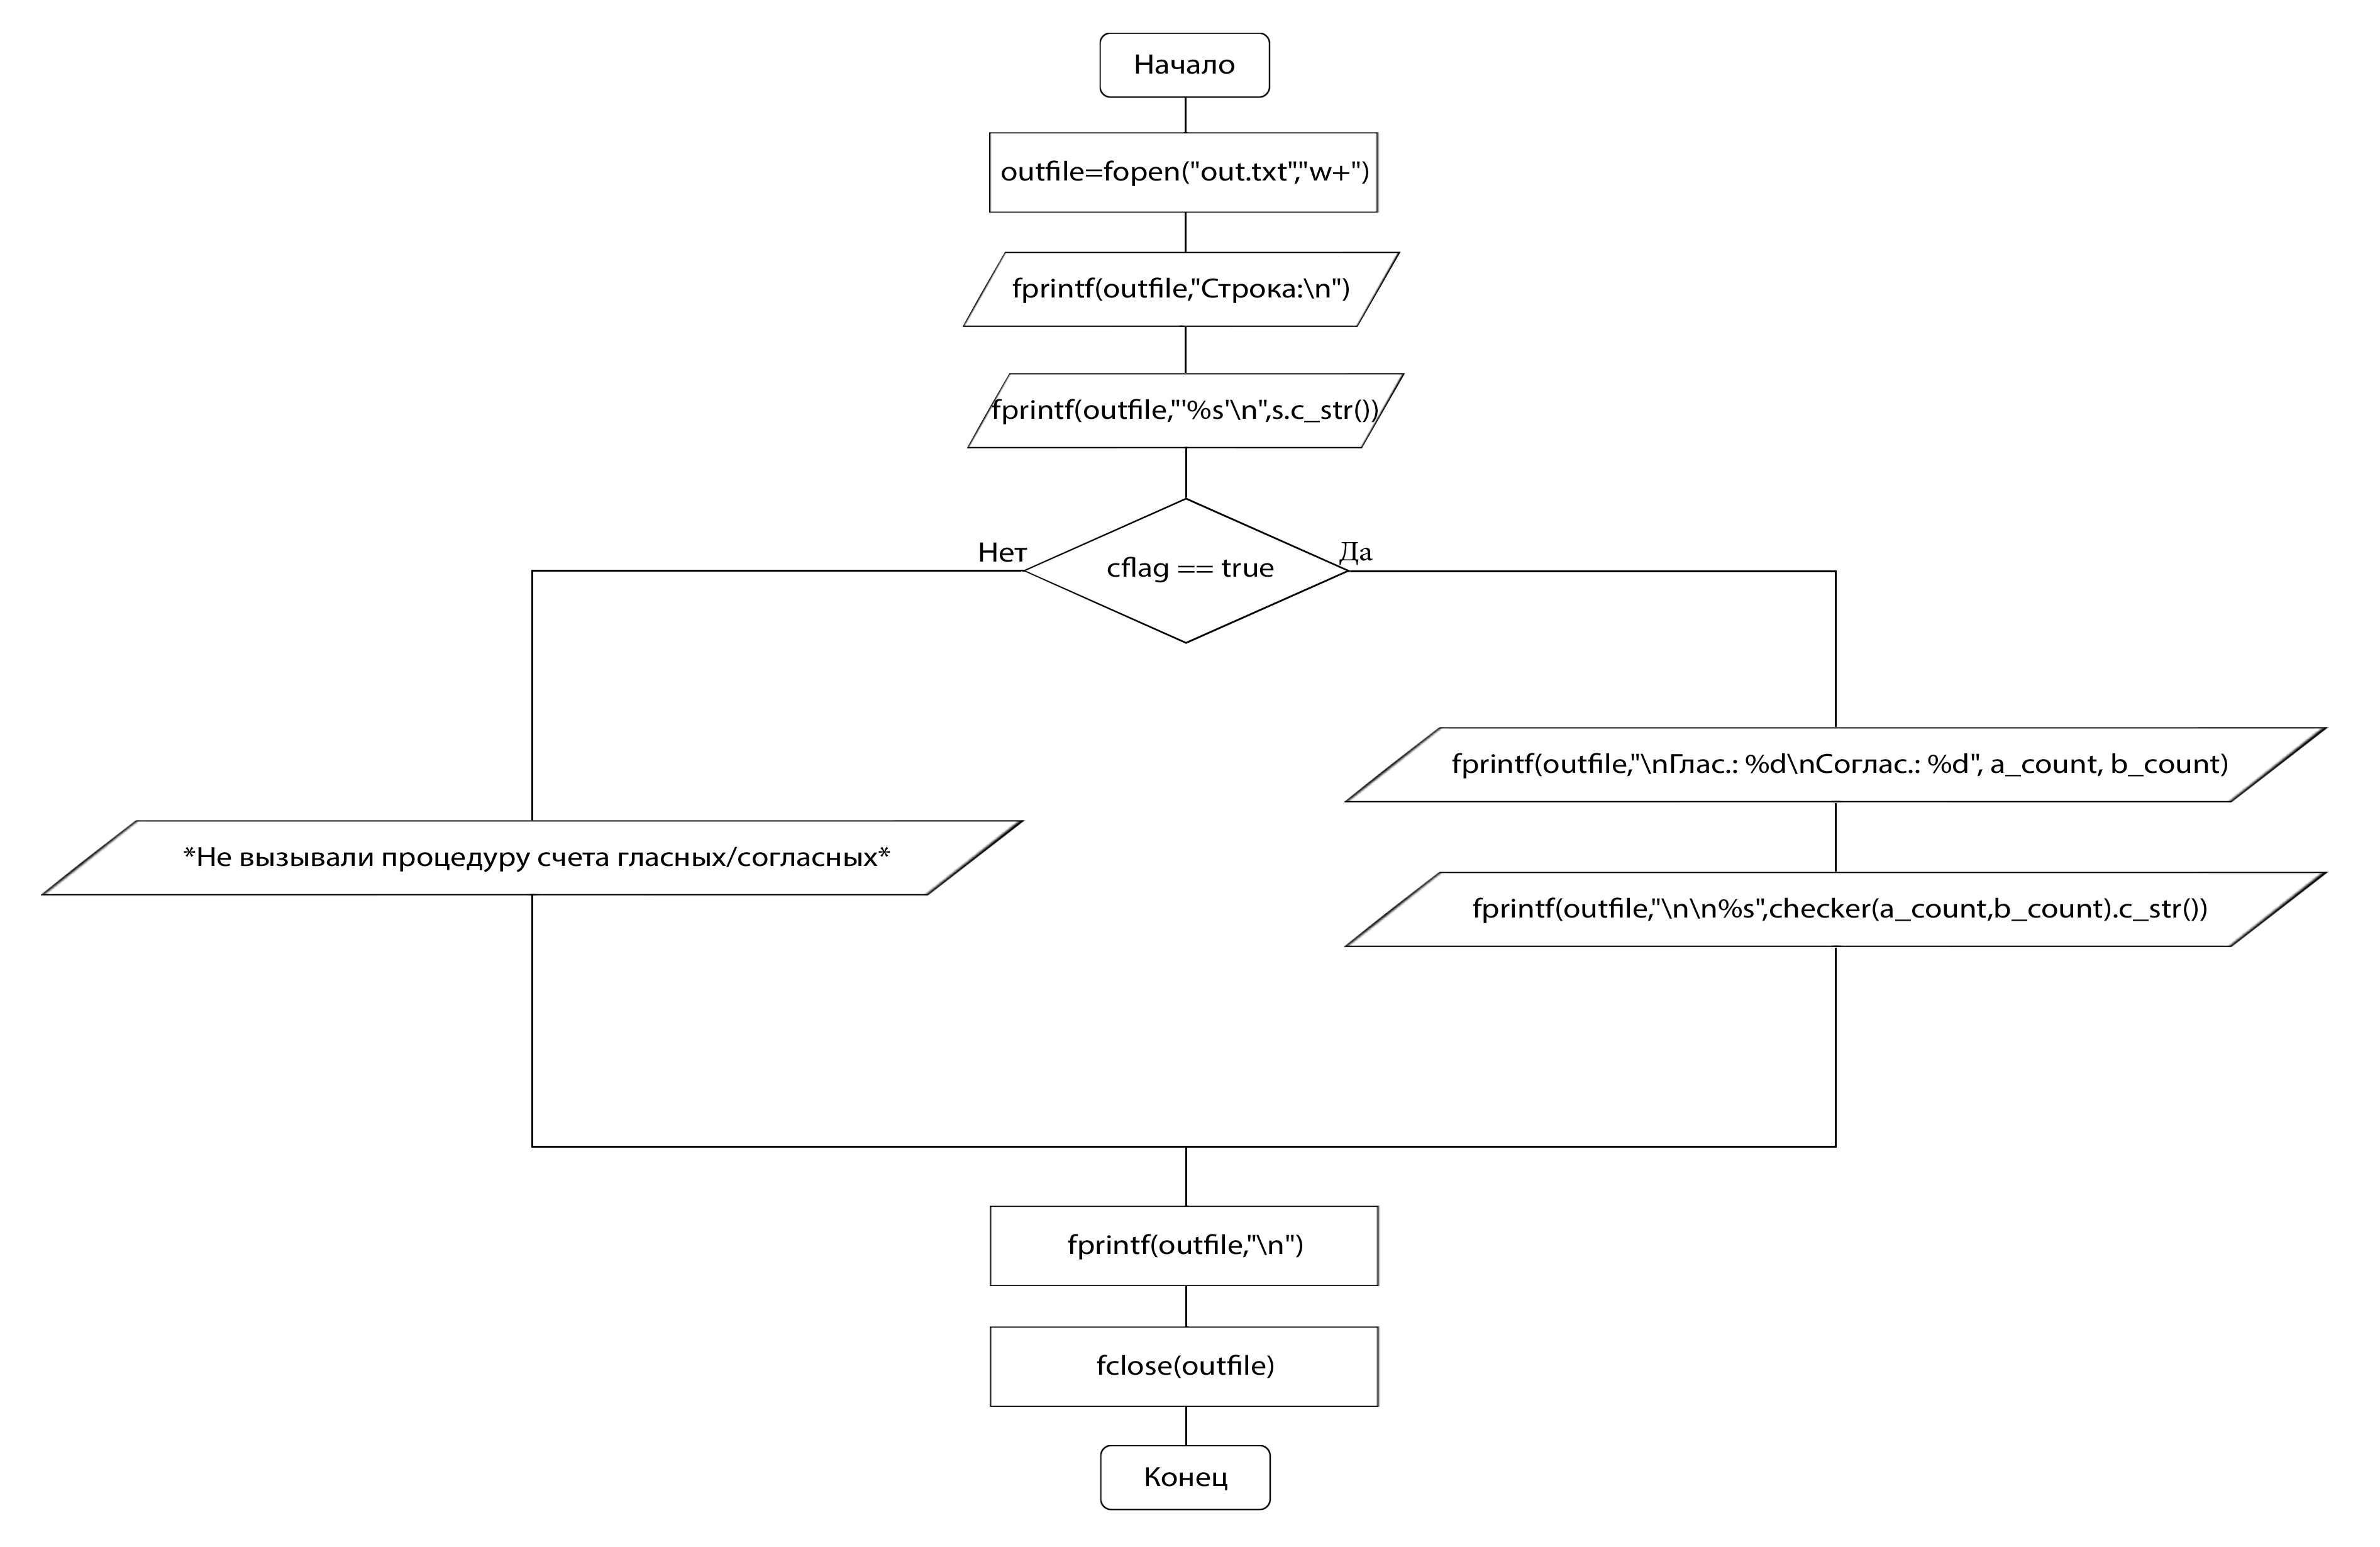 Начало
outfile=fopen("out.txt","w+")
fprintf(outfile,"Строка:\n")
fprintf(outfile,"'%s'\n",s.c_str())
Нет
cflag == true
Да
fprintf(outfile,"\nГлас.: %d\nСоглас.: %d", a_count, b_count)
*Не вызывали процедуру счета гласных/согласных*
fprintf(outfile,"\n\n%s",checker(a_count,b_count).c_str())
fprintf(outfile,"\n")
fclose(outfile)
Конец